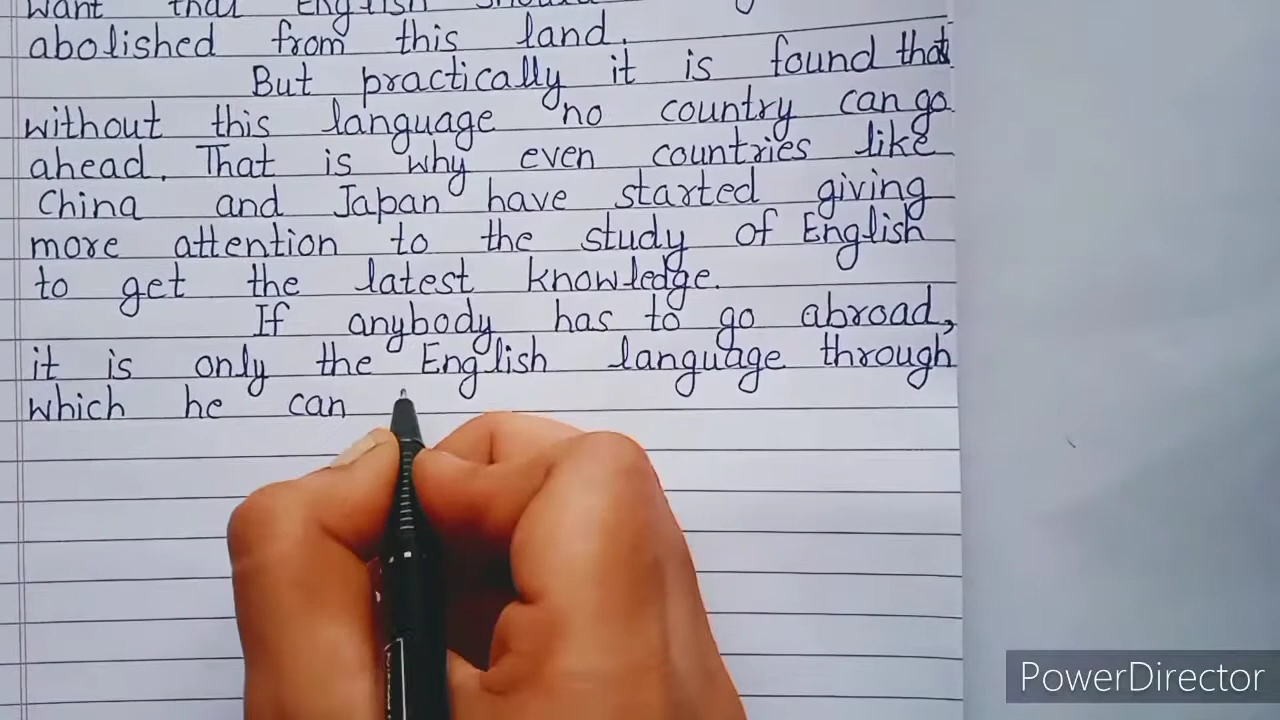 want that English
abolished from this land.
But practically it is found that
without this language no country can go
ahead. That is why even countries like
China and Japan have started giving
more attention to the study of English
to get the latest knowledge.
If anybody has to go abroad,
it is only the English language through
which he can
PowerDirector